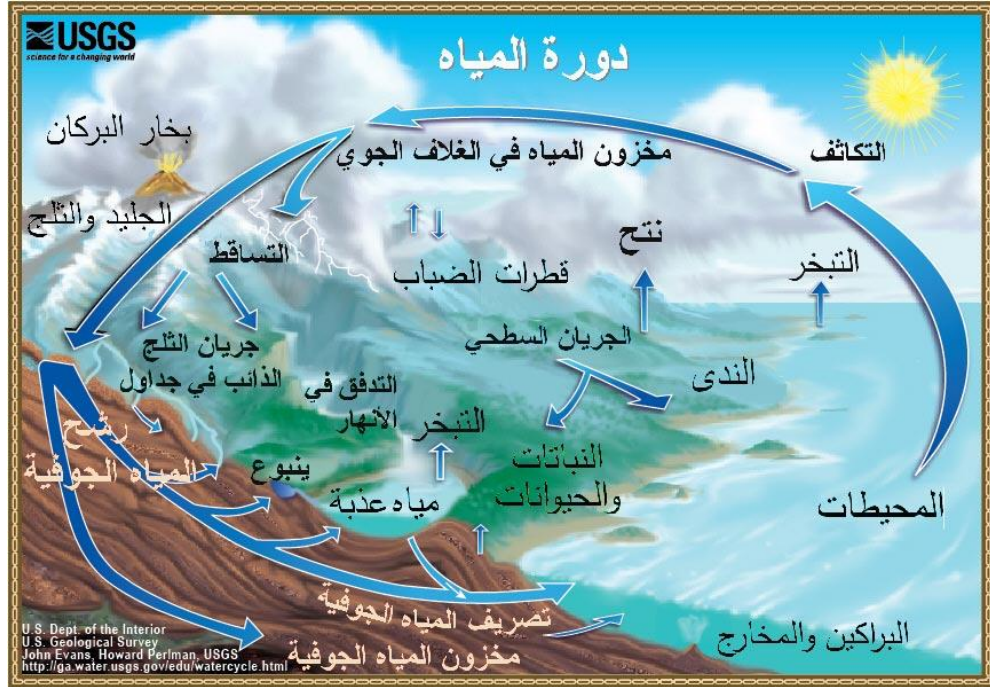 USGS
science for a changing world
دورة المياه
بخار البركان
التكاثف
مخزون المياه في الغلاف الجوي
الجليد والثلج
نتح
التساقط
التبخر
قطرات الضباب
الجريان السطحي
جريان الثلج
الذائب في جداول
الندى
التدفق في
الأنهار
التبخر
رشح
المياه الجوفية
ينبوع
النباتات
والحيوانات
مياه عذبة
المحيطات
تصريف المياه الجوفية
البراكين والمخارج
مخزون المياه الجوفية
U.S. Dept. of the Interior
U.S. Geological Survey
John Evans, Howard Perlman, USGS
http://ga.water.usgs.gov/edu/watercycle.html